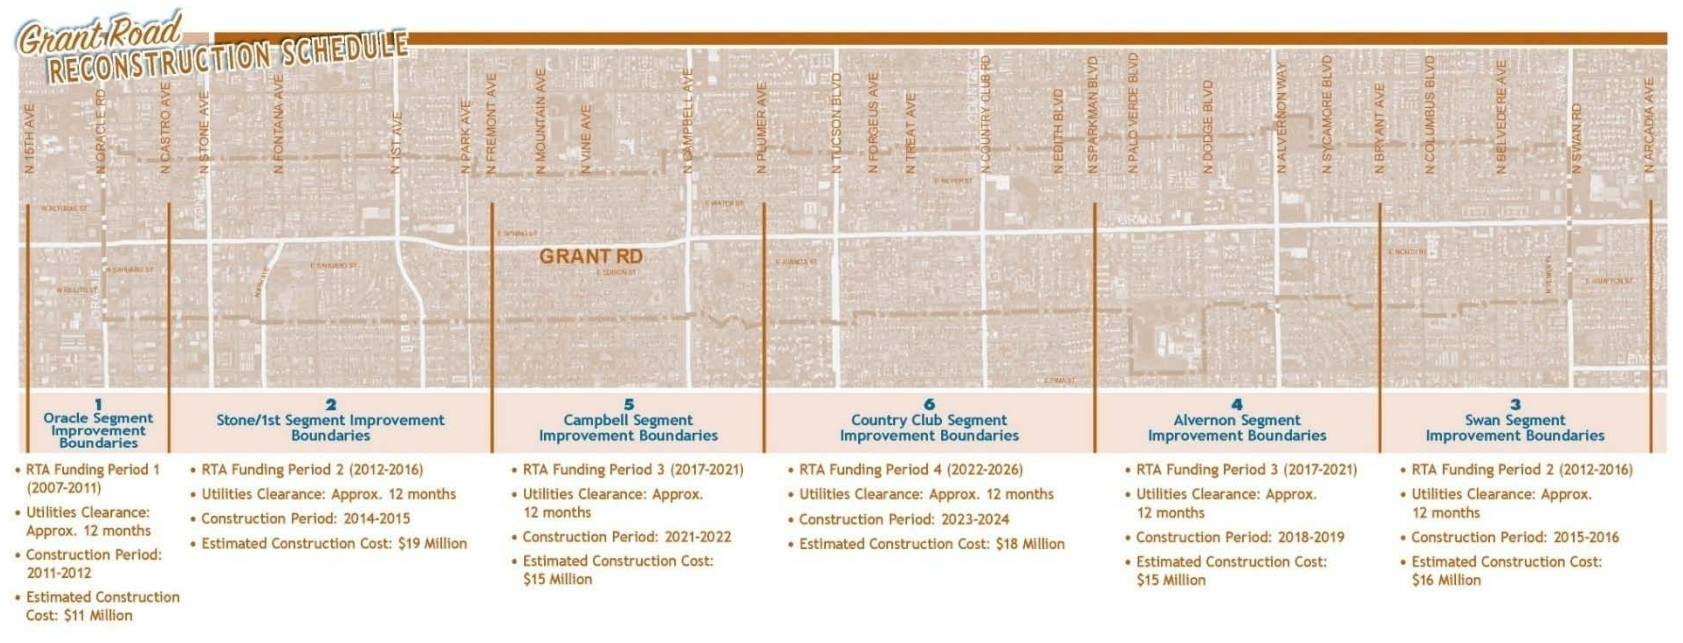 Grant Road
RECONSTRUCTION SCHEDULE
N 15TH AVE
N ORACLE RD
N CASTRO AVE
N STONE AVE
N FONTANA AVE
N 1ST AVE
N PARK AVE
N FREMONT AVE
N MOUNTAIN AVE
N VINE AVE
N CAMPBELL AVE
N PLUMER AVE
N TUCSON BLVD
N FORGEUS AVE
N TREAT AVE
N COUNTRY CLUB RD
N EDITH BLVD
N SPARKMAN BLVD
N PALO VERDE BLVD
N DODGE BLVD
N ALVERNON WAY
N SYCAMORE BLVD
N BRYANT AVE
N COLUMBUS BLVD
N BELVEDERE AVE
N SWAN RD
N ARCADIA AVE
GRANT
GRANT RD
1
Oracle Segment
Improvement
Boundaries
2
Stone/1st Segment Improvement
Boundaries
5
Campbell Segment
Improvement Boundaries
6
Country Club Segment
Improvement Boundaries
4
Alvernon Segment
Improvement Boundaries
3
Swan Segment
Improvement Boundaries
• RTA Funding Period 1
(2007-2011)
• Utilities Clearance:
Approx. 12 months
• Construction Period:
2011-2012
• Estimated Construction
Cost: $11 Million
• RTA Funding Period 2 (2012-2016)
• Utilities Clearance: Approx. 12 months
• Construction Period: 2014-2015
• Estimated Construction Cost: $19 Million
• RTA Funding Period 3 (2017-2021)
• Utilities Clearance: Approx.
12 months
• Construction Period: 2021-2022
• Estimated Construction Cost:
$15 Million
• RTA Funding Period 4 (2022-2026)
• Utilities Clearance: Approx. 12 months
• Construction Period: 2023-2024
• Estimated Construction Cost: $18 Million
• RTA Funding Period 3 (2017-2021)
• Utilities Clearance: Approx.
12 months
• Construction Period: 2018-2019
• Estimated Construction Cost:
$15 Million
• RTA Funding Period 2 (2012-2016)
• Utilities Clearance: Approx.
12 months
• Construction Period: 2015-2016
• Estimated Construction Cost:
$16 Million